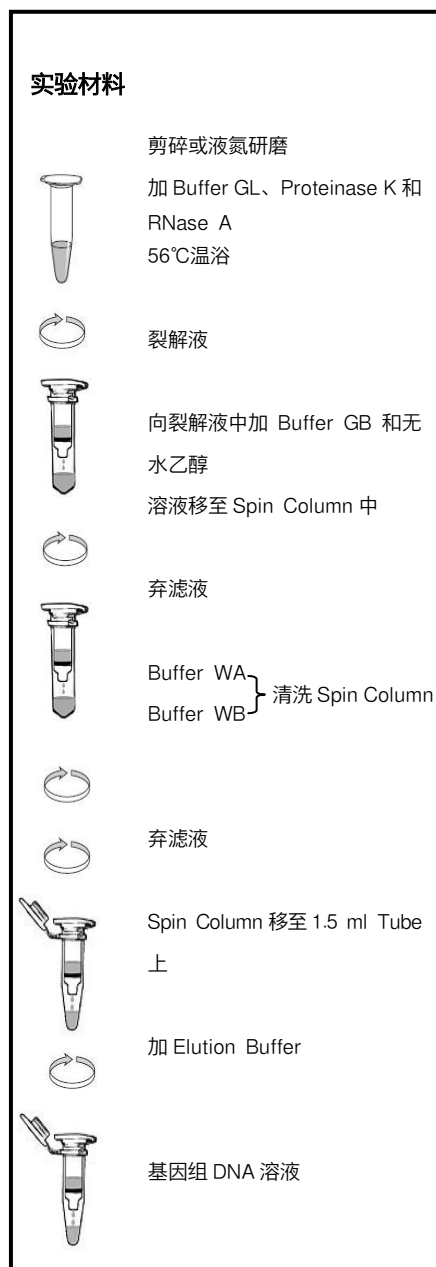 实验材料
剪碎或液氮研磨
加 Buffer GL、Proteinase K 和
RNase A
56℃温浴
裂解液
向裂解液中加 Buffer GB 和无
水乙醇
溶液移至 Spin Column 中
弃滤液
Buffer WA
Buffer WB
清洗 Spin Column
弃滤液
Spin Column 移至 1.5 ml Tube
上
加 Elution Buffer
基因组 DNA 溶液